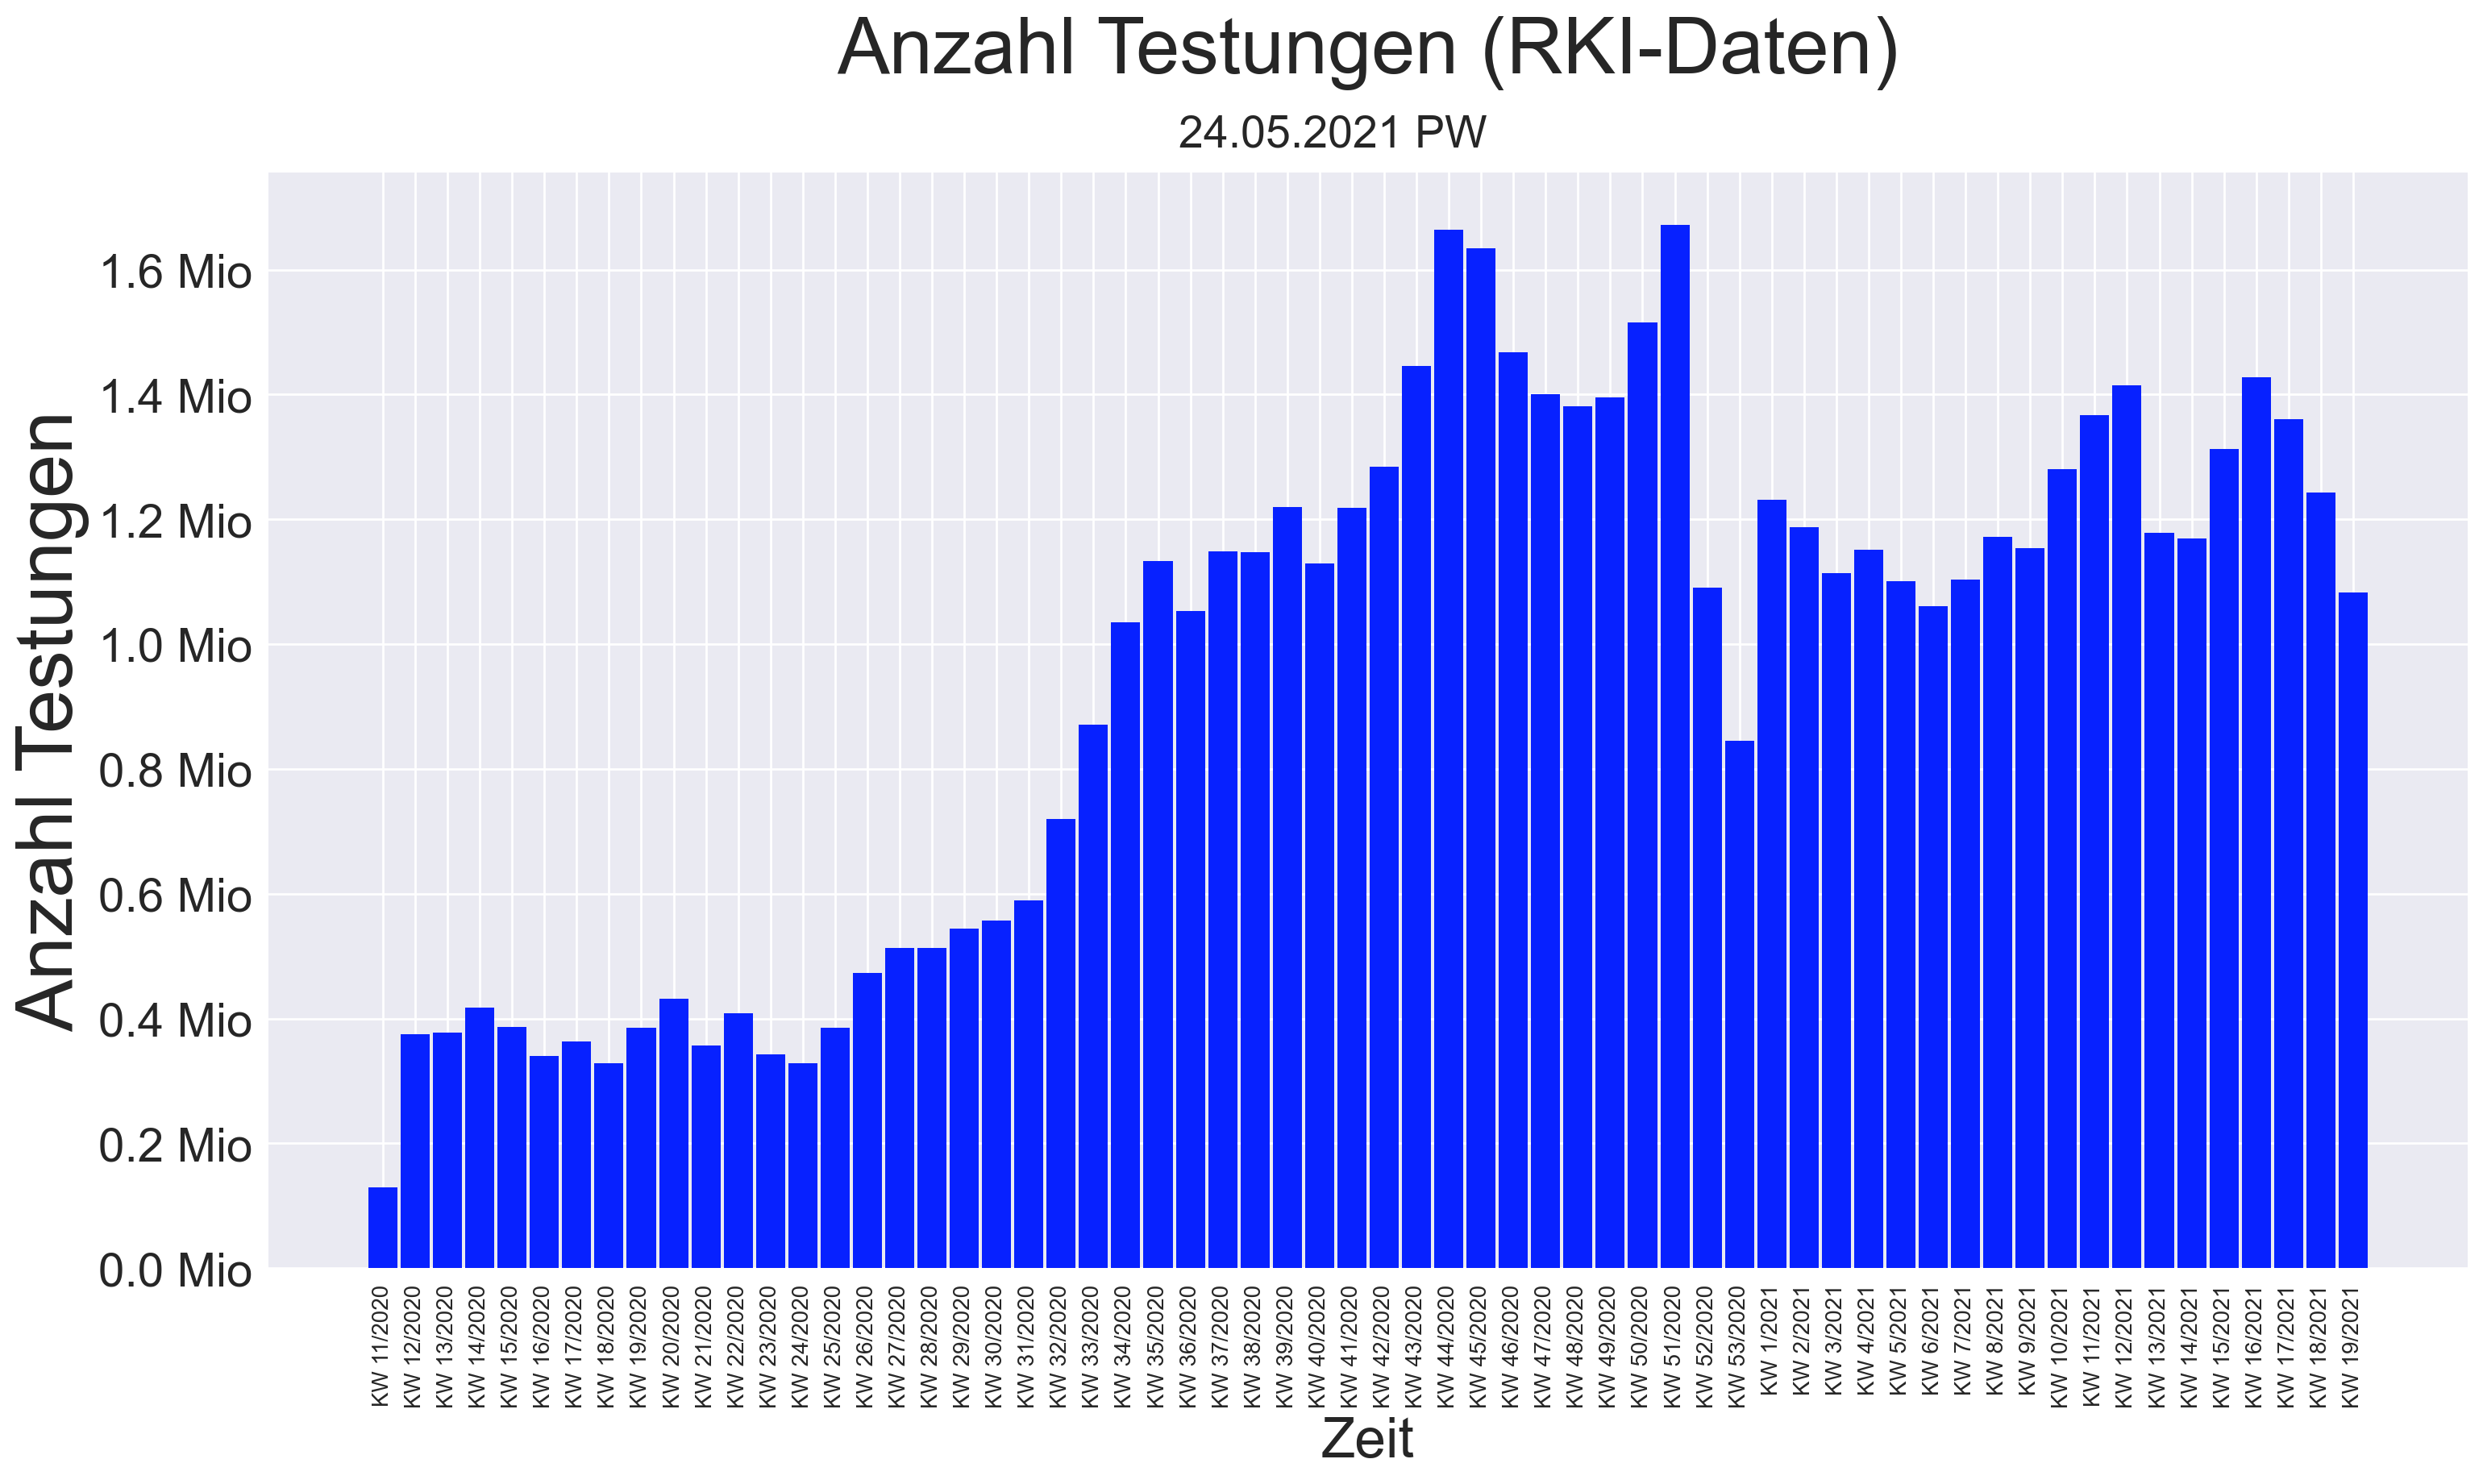 Anzahl Testungen (RKI-Daten)
24.05.2021 PW
Anzahl Testungen
1.6 Mio
1.4 Mio
1.2 Mio
1.0 Mio
0.8 Mio
0.6 Mio
0.4 Mio
0.2 Mio
0.0 Mio
KW 11/2020
KW 12/2020
KW 13/2020
KW 14/2020
KW 15/2020
KW 16/2020
KW 17/2020
KW 18/2020
KW 19/2020
KW 20/2020
KW 21/2020
KW 22/2020
KW 23/2020
KW 24/2020
KW 25/2020
KW 26/2020
KW 27/2020
KW 28/2020
KW 29/2020
KW 30/2020
KW 31/2020
KW 32/2020
KW 33/2020
KW 34/2020
KW 35/2020
KW 36/2020
KW 37/2020
KW 38/2020
KW 39/2020
KW 40/2020
KW 41/2020
KW 42/2020
KW 43/2020
KW 44/2020
KW 45/2020
KW 46/2020
KW 47/2020
KW 48/2020
KW 49/2020
KW 50/2020
KW 51/2020
KW 52/2020
KW 53/2020
KW 1/2021
KW 2/2021
KW 3/2021
KW 4/2021
KW 5/2021
KW 6/2021
KW 7/2021
KW 8/2021
KW 9/2021
KW 10/2021
KW 11/2021
KW 12/2021
KW 13/2021
KW 14/2021
KW 15/2021
KW 16/2021
KW 17/2021
KW 18/2021
KW 19/2021
Zeit